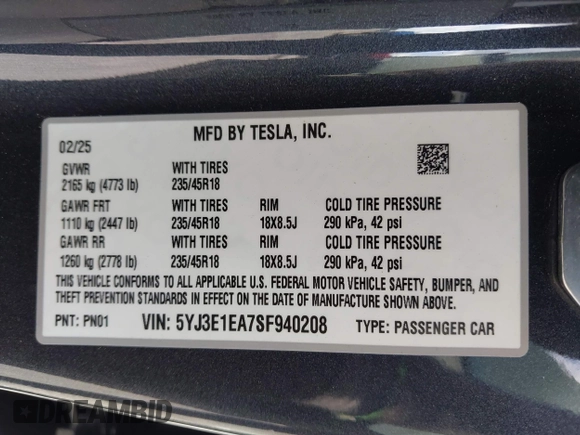 MFD BY TESLA, INC.
02/25
GVWR WITH TIRES
2165 kg (4773 lb) 235/45R18
GAWR FRT WITH TIRES RIM COLD TIRE PRESSURE
1110 kg (2447 lb) 235/45R18 18X8.5J 290 kPa, 42 psi
GAWR RR WITH TIRES RIM COLD TIRE PRESSURE
1260 kg (2778 lb) 235/45R18 18X8.5J 290 kPa, 42 psi
THIS VEHICLE CONFORMS TO ALL APPLICABLE U.S. FEDERAL MOTOR VEHICLE SAFETY, BUMPER, AND
THEFT PREVENTION STANDARDS IN EFFECT ON THE DATE OF MANUFACTURE SHOWN ABOVE.
PNT: PN01 VIN: 5YJ3E1EA7SF940208 TYPE: PASSENGER CAR
DREAMBID